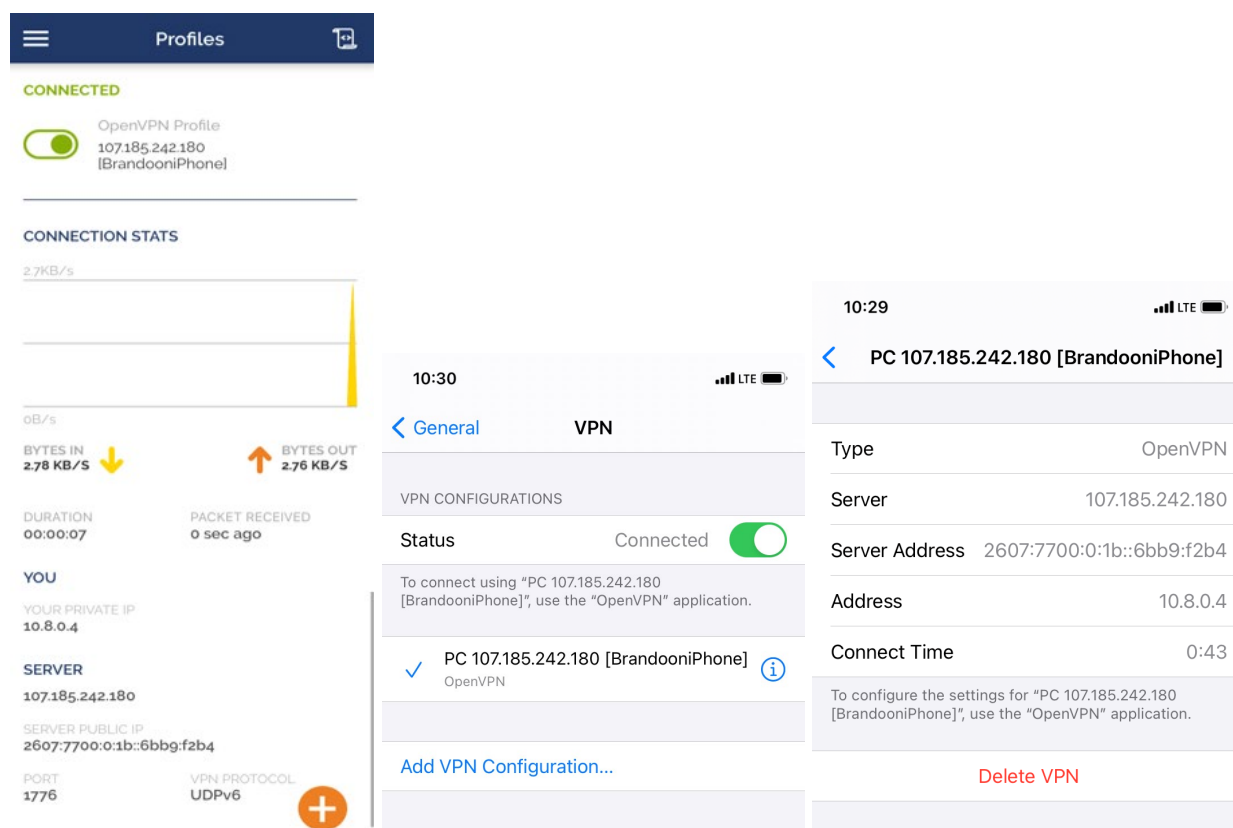 Profiles
CONNECTED
OpenVPN Profile
107.185.242.180
[BrandooniPhone]
CONNECTION STATS
2.7KB/s
0B/s
BYTES IN
2.78 KB/S
BYTES OUT
2.76 KB/S
DURATION
00:00:07
PACKET RECEIVED
0 sec ago
YOU
YOUR PRIVATE IP
10.8.0.4
SERVER
107.185.242.180
SERVER PUBLIC IP
2607:7700:0:1b::6bb9:f2b4
PORT
1776
VPN PROTOCOL
UDPv6
10:30
LTE
General
VPN
VPN CONFIGURATIONS
Status
Connected
To connect using “PC 107.185.242.180
[BrandooniPhone]”, use the “OpenVPN” application.
PC 107.185.242.180 [BrandooniPhone]
OpenVPN
Add VPN Configuration...
10:29
LTE
PC 107.185.242.180 [BrandooniPhone]
Type
OpenVPN
Server
107.185.242.180
Server Address
2607:7700:0:1b::6bb9:f2b4
Address
10.8.0.4
Connect Time
0:43
To configure the settings for “PC 107.185.242.180
[BrandooniPhone]”, use the “OpenVPN” application.
Delete VPN